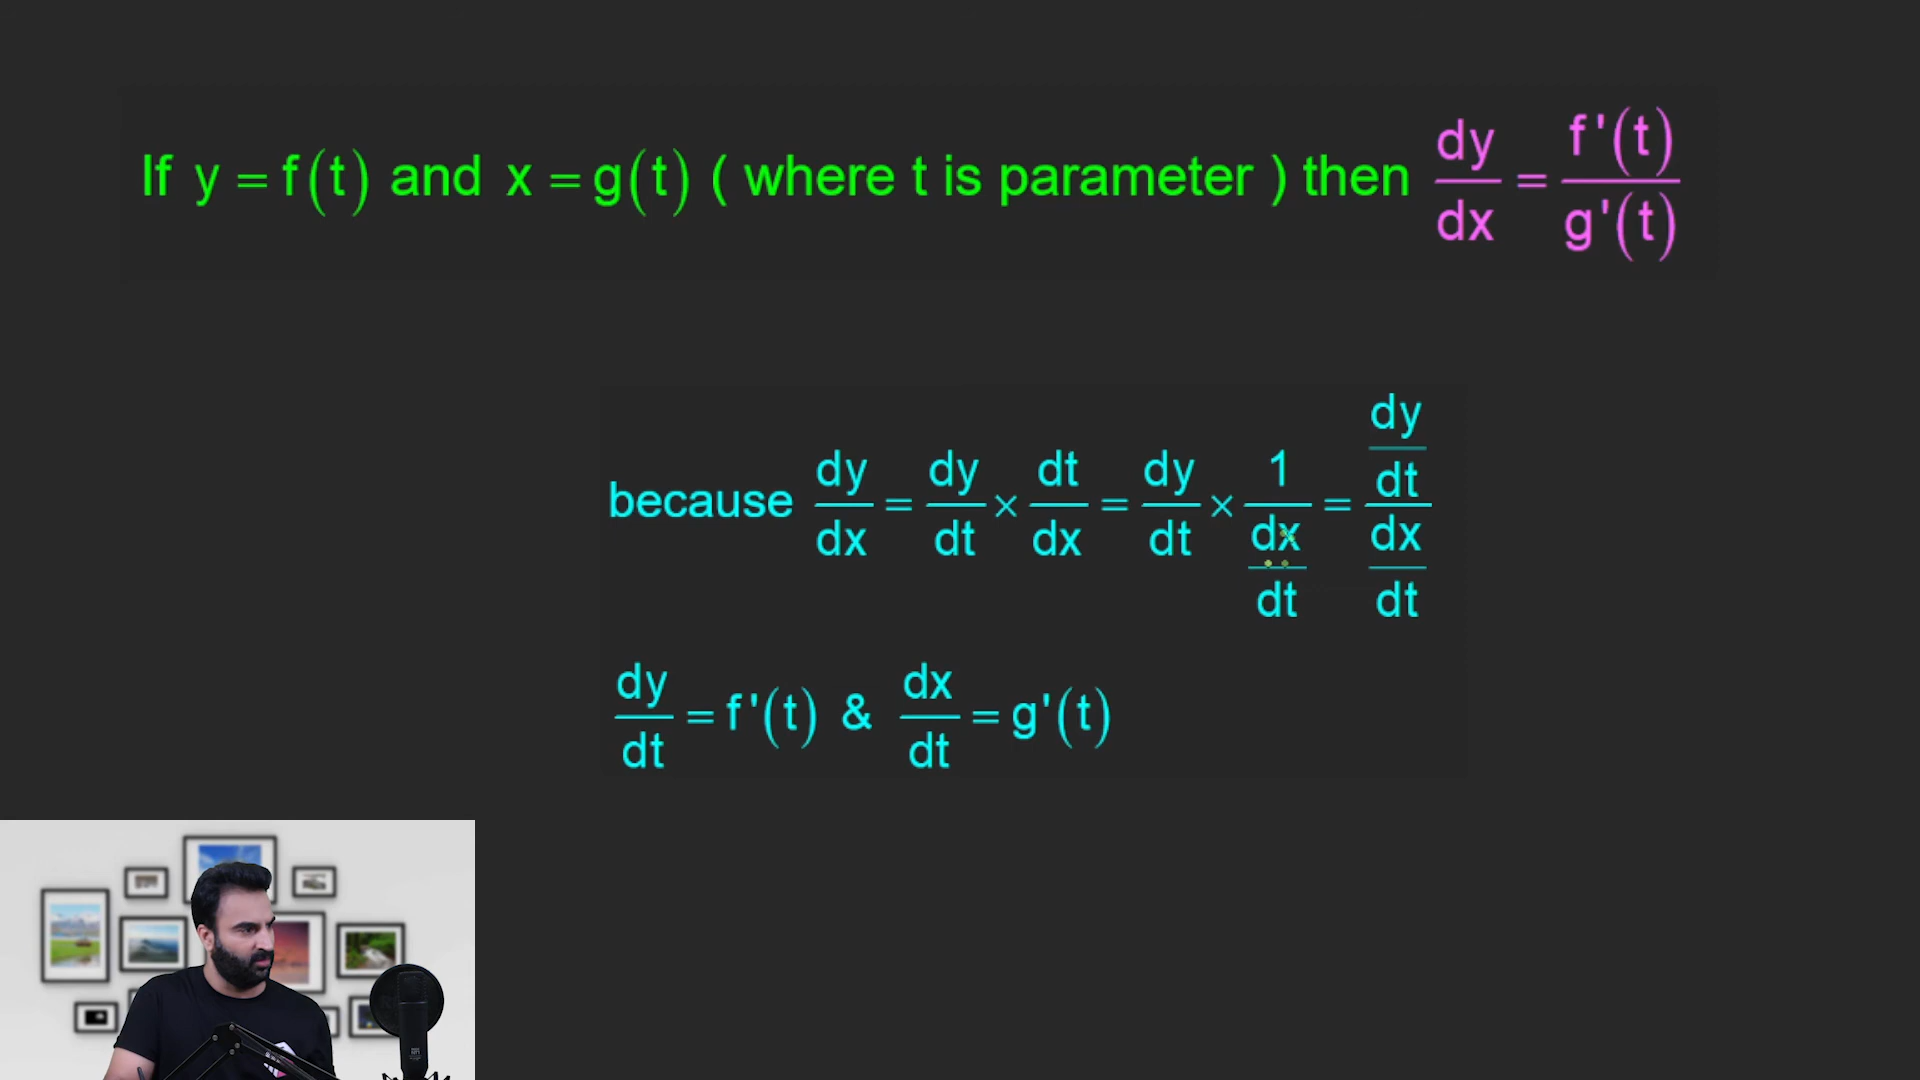 If y = f(t) and x = g(t) ( where t is parameter ) then dy/dx = f'(t)/g'(t)
because dy/dx = dy/dt × dt/dx = dy/dt × 1/(dx/dt) = (dy/dt)/(dx/dt)
dy/dt = f'(t) & dx/dt = g'(t)